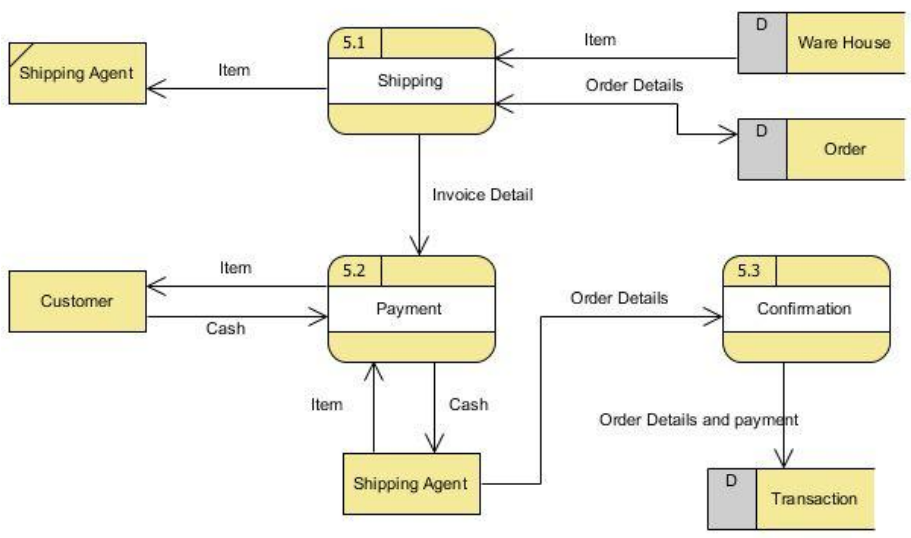 5.1
D
Item
Ware House
Shipping Agent
Item
Shipping
Order Details
D
Order
Invoice Detail
5.2
5.3
Item
Customer
Payment
Order Details
Confirmation
Cash
Item
Cash
Order Details and payment
Shipping Agent
D
Transaction